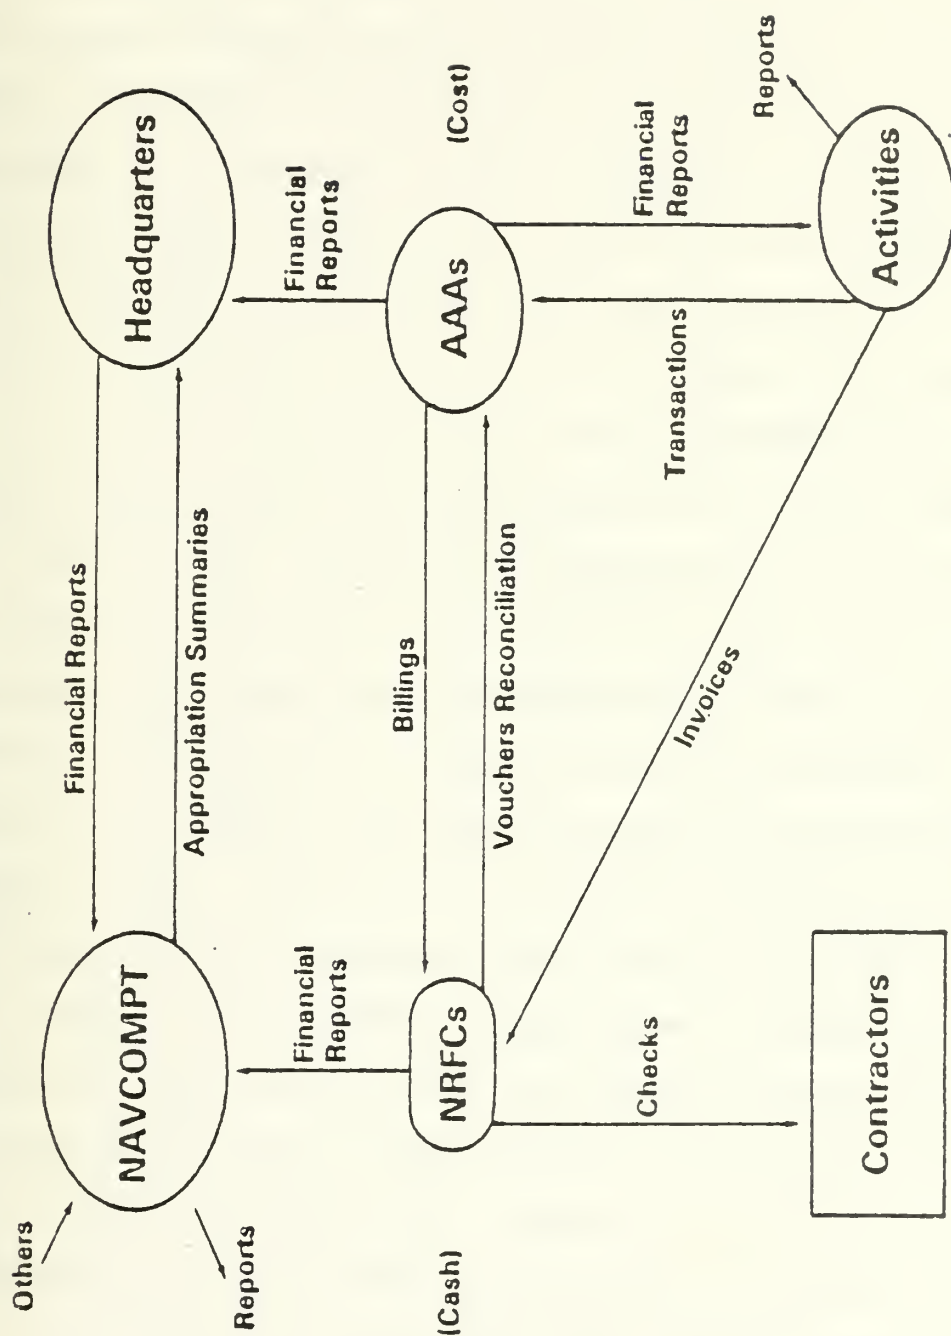 Others
Financial Reports
NAVCOMPT
Headquarters
Appropriation Summaries
Reports
Financial
Reports
Financial
Reports
Billings
(Cash)
NRFCs
AAAs
(Cost)
Vouchers Reconciliation
Checks
Invoices
Transactions
Financial
Reports
Reports
Contractors
Activities